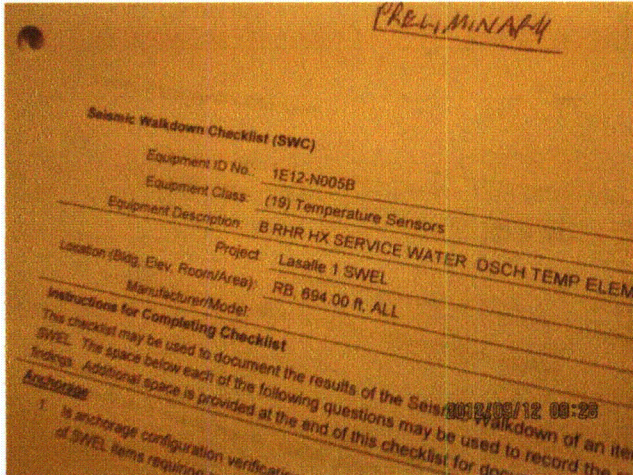 PRELIMINARY
Seismic Walkdown Checklist (SWC)
Equipment ID No.: 1E12-N005B
Equipment Class: (19) Temperature Sensors
Equipment Description: B RHR HX SERVICE WATER DSCH TEMP ELEM
Project: Lasalle 1 SWEL
Location (Bldg, Elev, Room/Area): RB, 694.00 ft, ALL
Manufacturer/Model:
Instructions for Completing Checklist
This checklist may be used to document the results of the Seismic Walkdown of an item
SWEL. The space below each of the following questions may be used to record the
findings. Additional space is provided at the end of this checklist for
Anchorage
1. Is anchorage configuration verification
of SWEL items requiring